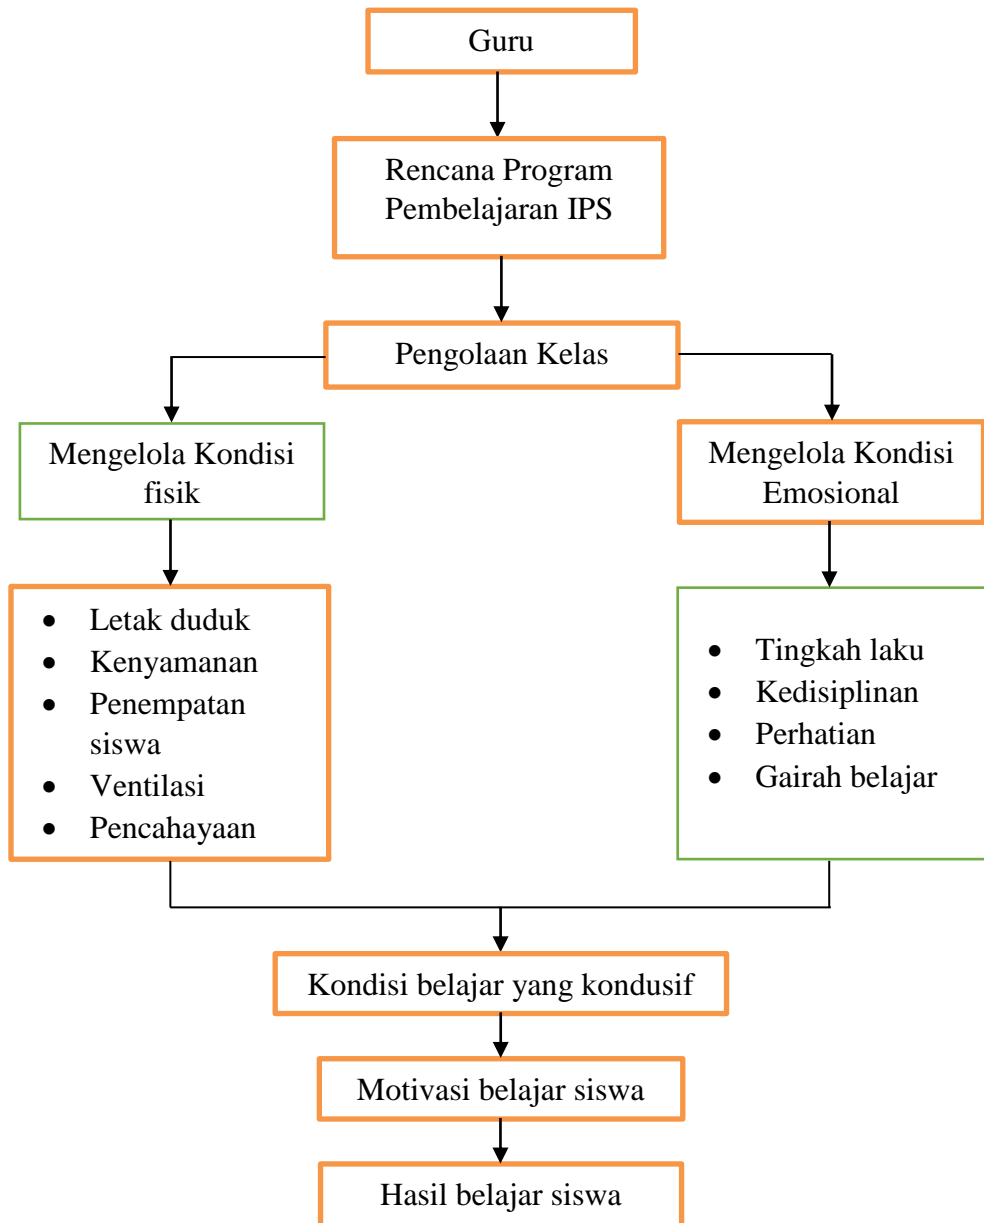 Guru
Rencana Program
Pembelajaran IPS
Pengolaan Kelas
Mengelola Kondisi
fisik
Mengelola Kondisi
Emosional
• Letak duduk
• Kenyamanan
• Penempatan
siswa
• Ventilasi
• Pencahayaan
• Tingkah laku
• Kedisiplinan
• Perhatian
• Gairah belajar
Kondisi belajar yang kondusif
Motivasi belajar siswa
Hasil belajar siswa